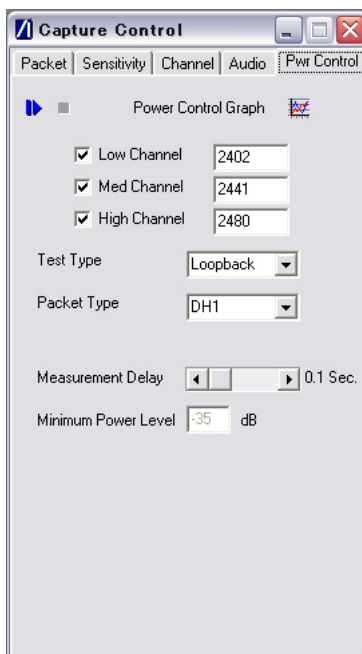 Capture Control
Packet Sensitivity Channel Audio Pwr Control
Power Control Graph
Low Channel 2402
Med Channel 2441
High Channel 2480
Test Type Loopback
Packet Type DH1
Measurement Delay 0.1 Sec.
Minimum Power Level -35 dB